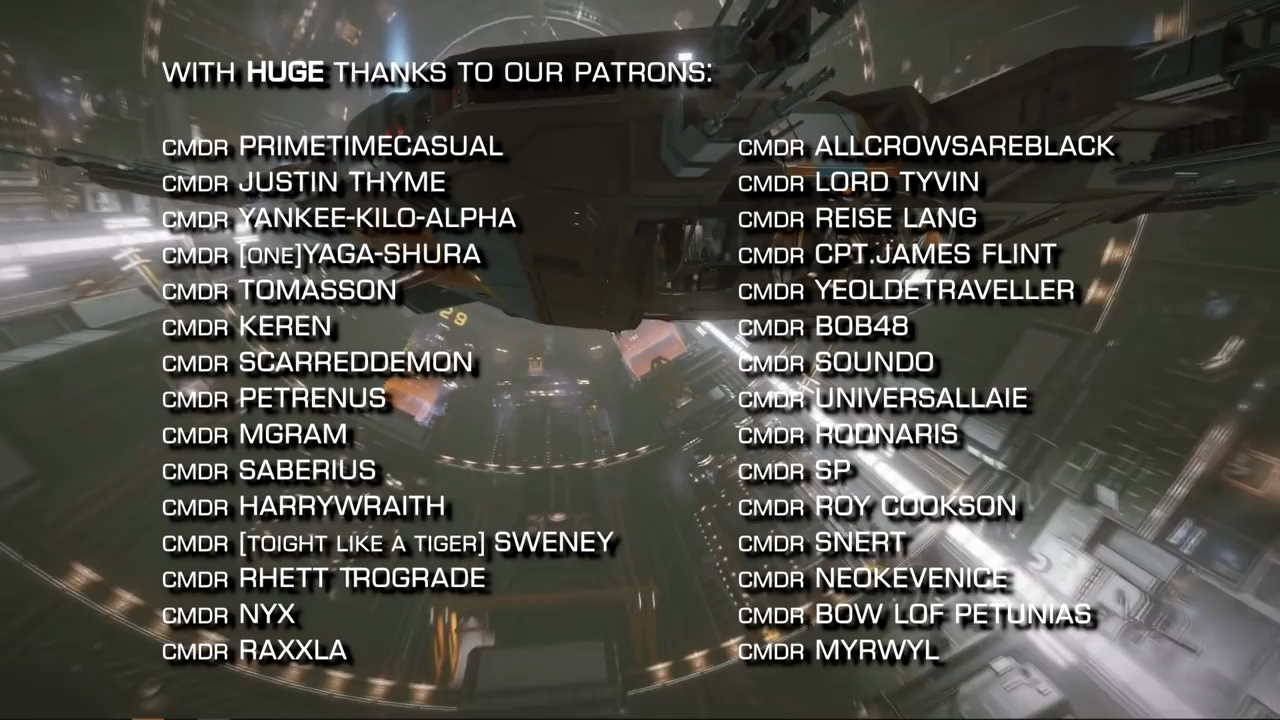 WITH HUGE THANKS TO OUR PATRONS:
CMDR PRIMETIMECASUAL
CMDR JUSTIN THYME
CMDR YANKEE-KILO-ALPHA
CMDR [ONE]YAGA-SHURA
CMDR TOMASSON
CMDR KEREN
CMDR SCARREDDEMON
CMDR PETRENUS
CMDR MGRAM
CMDR SABERIUS
CMDR HARRYWRAITH
CMDR [TOIGHT LIKE A TIGER] SWENEY
CMDR RHETT TROGRADE
CMDR NYX
CMDR RAXXLA
CMDR ALLCROWSAREBLACK
CMDR LORD TYVIN
CMDR REISE LANG
CMDR CPT.JAMES FLINT
CMDR YEOLDETRAVELLER
CMDR BOB48
CMDR SOUNDO
CMDR UNIVERSALLAIE
CMDR RODNARIS
CMDR SP
CMDR ROY COOKSON
CMDR SNERT
CMDR NEOKEVENICE
CMDR BOW LOF PETUNIAS
CMDR MYRWYL
29